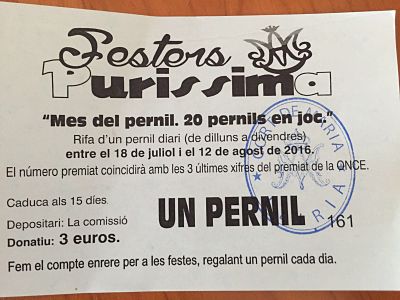 Festers
Purissima
"Mes del pernil. 20 pernils en joc."
Rifa d'un pernil diari (de dilluns a divendres)
entre el 18 de juliol i el 12 de agost de 2016.
El número premiat coincidirà amb les 3 últimes xifres del premiat de la ONCE.
Caduca als 15 díes.
Depositari: La comissió
Donatiu: 3 euros.
UN PERNIL
161
Fem el compte enrere per a les festes, regalant un pernil cada dia.